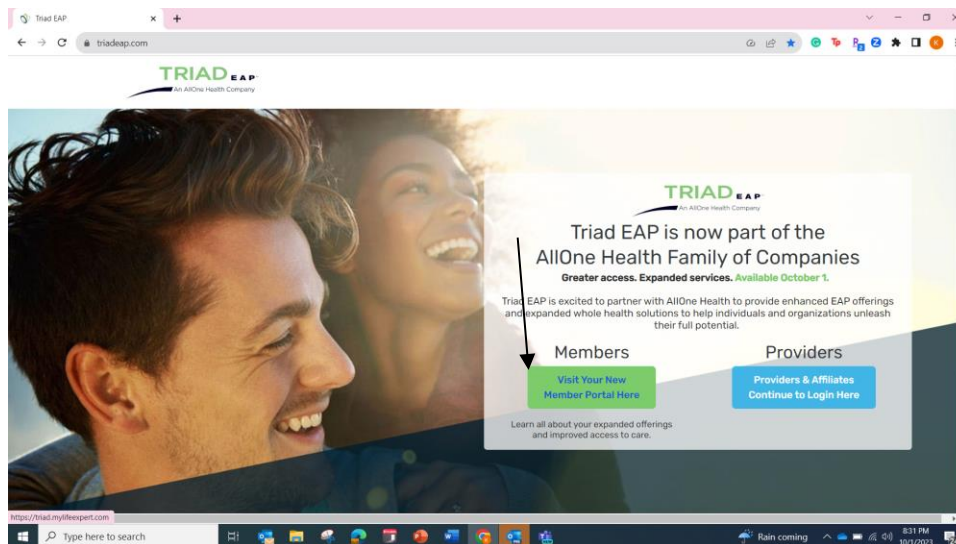 Triad EAP
triadeap.com
TRIAD EAP
An AllOne Health Company
TRIAD EAP
An AllOne Health Company
Triad EAP is now part of the
AllOne Health Family of Companies
Greater access. Expanded services. Available October 1.
Triad EAP is excited to partner with AllOne Health to provide enhanced EAP offerings
and expanded whole health solutions to help individuals and organizations unleash
their full potential.
Members
Visit Your New
Member Portal Here
Learn all about your expanded offerings
and improved access to care.
Providers
Providers & Affiliates
Continue to Login Here
https://triad.mylifeexpert.com
Type here to search
Rain coming
8:31 PM
10/1/2023